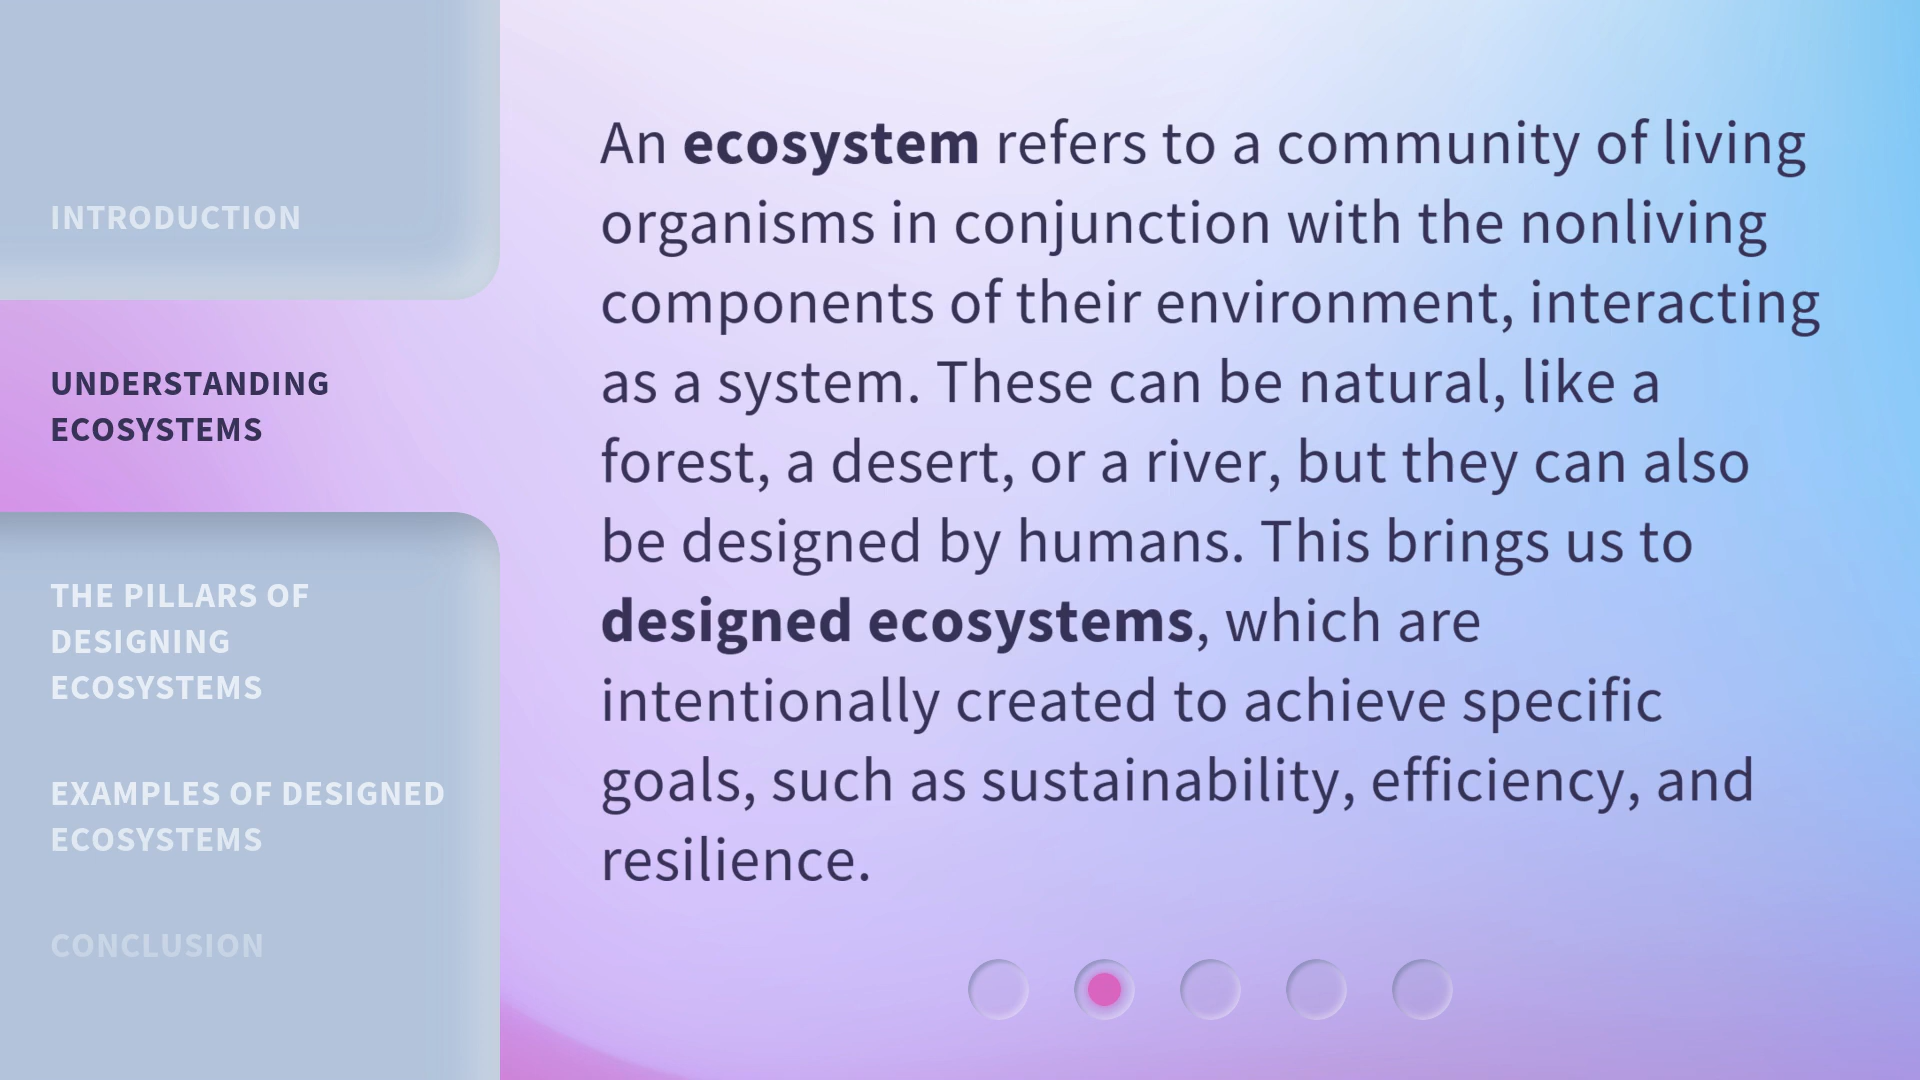 INTRODUCTION
UNDERSTANDING
ECOSYSTEMS
THE PILLARS OF
DESIGNING
ECOSYSTEMS
EXAMPLES OF DESIGNED
ECOSYSTEMS
CONCLUSION
An ecosystem refers to a community of living
organisms in conjunction with the nonliving
components of their environment, interacting
as a system. These can be natural, like a
forest, a desert, or a river, but they can also
be designed by humans. This brings us to
designed ecosystems, which are
intentionally created to achieve specific
goals, such as sustainability, efficiency, and
resilience.